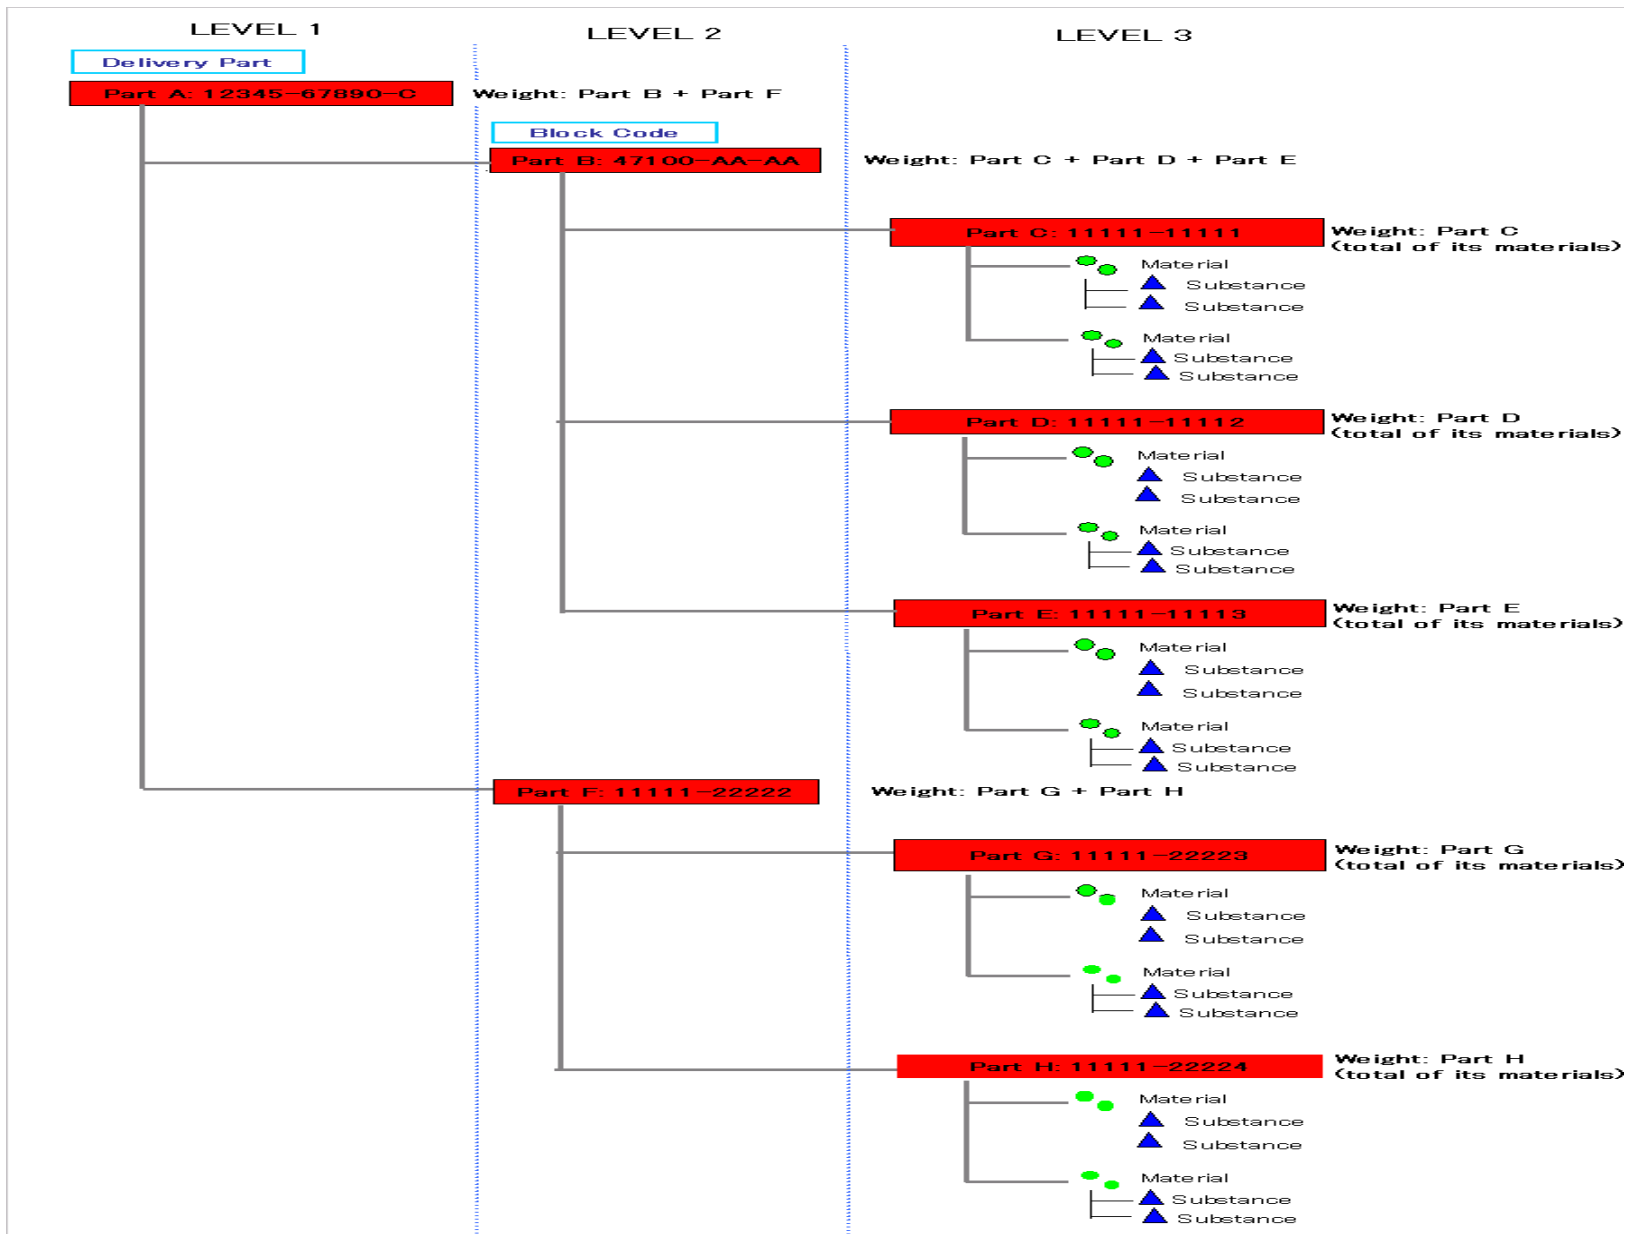 LEVEL 1
LEVEL 2
LEVEL 3
Delivery Part
Part A: 12345-67890-C
Weight: Part B + Part F
Block Code
Part B: 47100-AA-AA
Weight: Part C + Part D + Part E
Part C: 11111-11111
Weight: Part C
(total of its materials)
Material
Substance
Substance
Material
Substance
Substance
Part D: 11111-11112
Weight: Part D
(total of its materials)
Material
Substance
Substance
Material
Substance
Substance
Part E: 11111-11113
Weight: Part E
(total of its materials)
Material
Substance
Substance
Material
Substance
Substance
Part F: 11111-22222
Weight: Part G + Part H
Part G: 11111-22223
Weight: Part G
(total of its materials)
Material
Substance
Substance
Material
Substance
Substance
Part H: 11111-22224
Weight: Part H
(total of its materials)
Material
Substance
Substance
Material
Substance
Substance